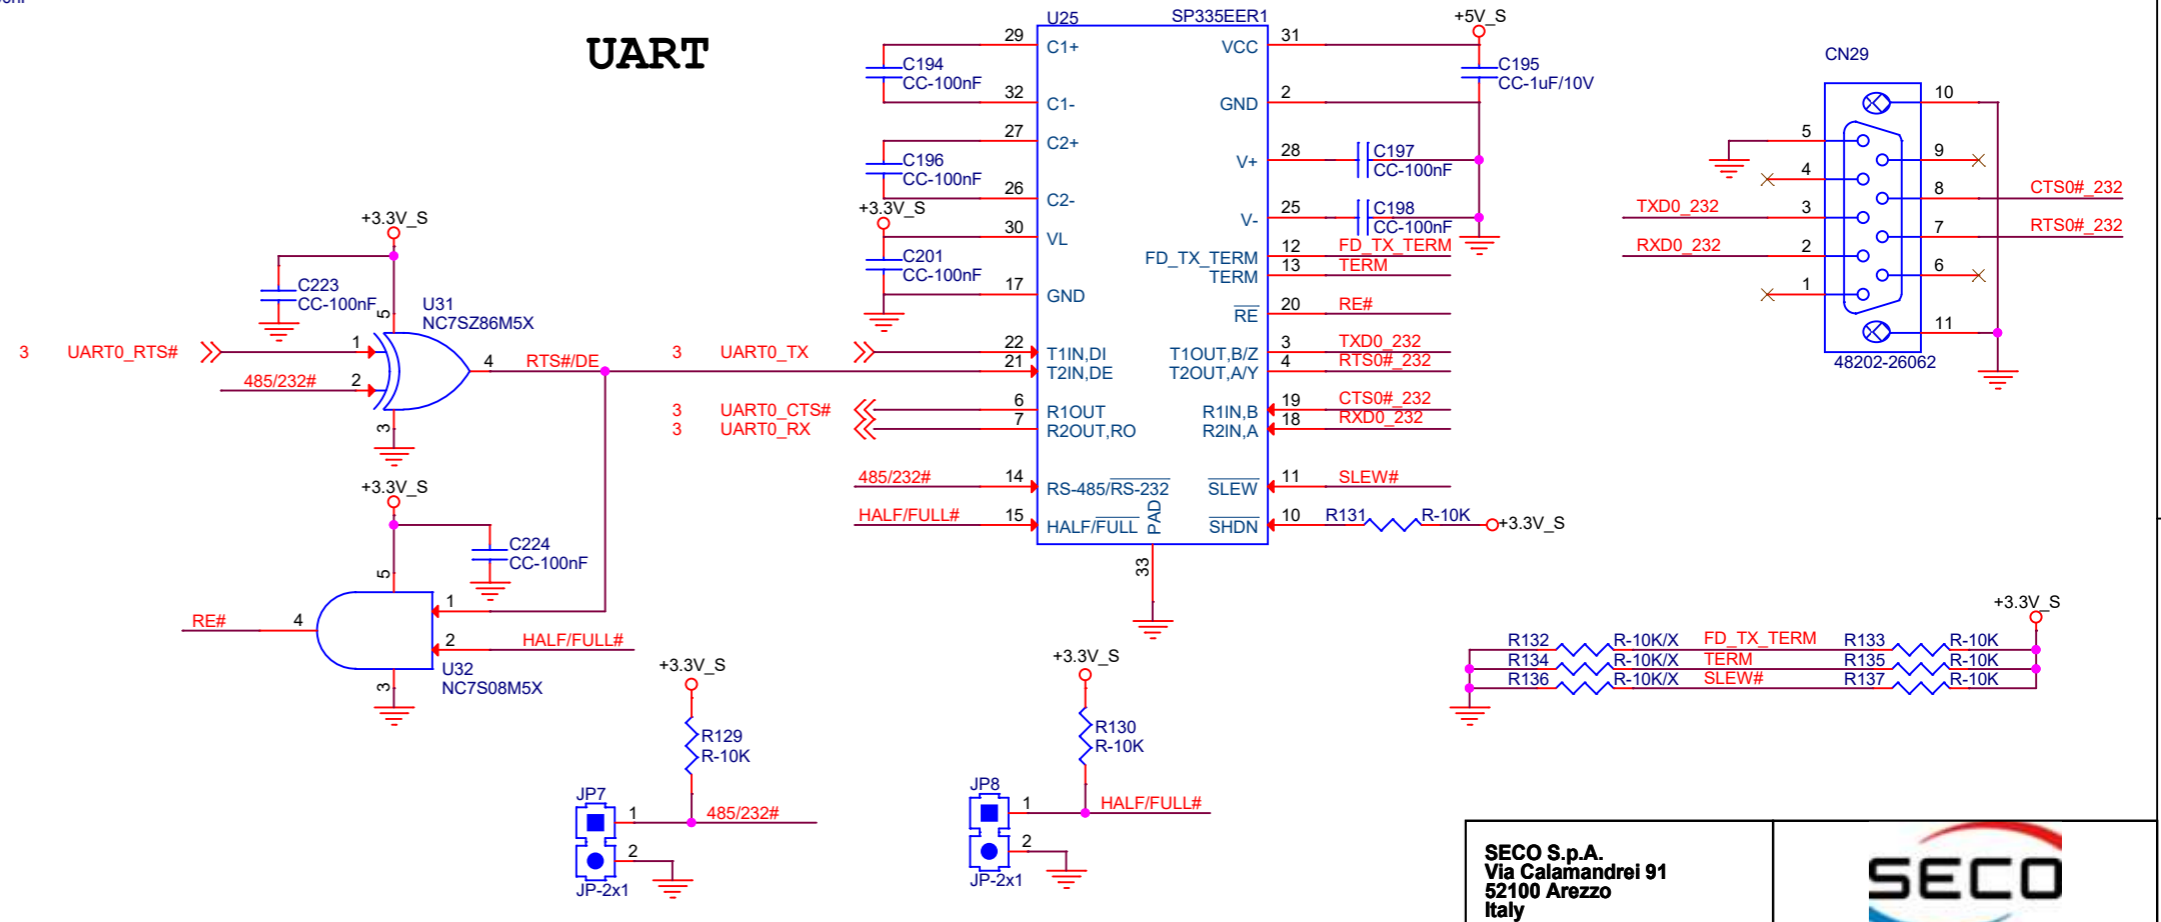 UART
U25 SP335EER1
29 C1+ VCC 31 +5V_S
C194
CC-100nF
C195
CC-1uF/10V
32 C1- GND 2
27 C2+ V+ 28
C196
CC-100nF
C197
CC-100nF
26 C2- V- 25
C198
CC-100nF
+3.3V_S
30 VL
C201
CC-100nF
17 GND
FD_TX_TERM 12 FD_TX_TERM
TERM 13 TERM
RE 20 RE#
3 UART0_TX 22 T1IN,DI T1OUT,B/Z 3 TXD0_232
21 T2IN,DE T2OUT,A/Y 4 RTS0#_232
3 UART0_CTS# 6 R1OUT R1IN,B 19 CTS0#_232
3 UART0_RX 7 R2OUT,RO R2IN,A 18 RXD0_232
485/232# 14 RS-485/RS-232 SLEW 11 SLEW#
HALF/FULL# 15 HALF/FULL PAD SHDN 10 R131 R-10K +3.3V_S
33
+3.3V_S
C223
CC-100nF
U31
NC7SZ86M5X
5
3 UART0_RTS# 1
485/232# 2
4 RTS#/DE
3
+3.3V_S
C224
CC-100nF
5
1
RE# 4
2 HALF/FULL#
3
U32
NC7S08M5X
+3.3V_S
R129
R-10K
JP7
1 485/232#
2
JP-2x1
+3.3V_S
R130
R-10K
JP8
1 HALF/FULL#
2
JP-2x1
CN29
10
5
9
4
8 CTS0#_232
TXD0_232 3
7 RTS0#_232
RXD0_232 2
6
1
11
48202-26062
+3.3V_S
R132 R-10K/X FD_TX_TERM R133 R-10K
R134 R-10K/X TERM R135 R-10K
R136 R-10K/X SLEW# R137 R-10K
SECO S.p.A.
Via Calamandrei 91
52100 Arezzo
Italy
SECO